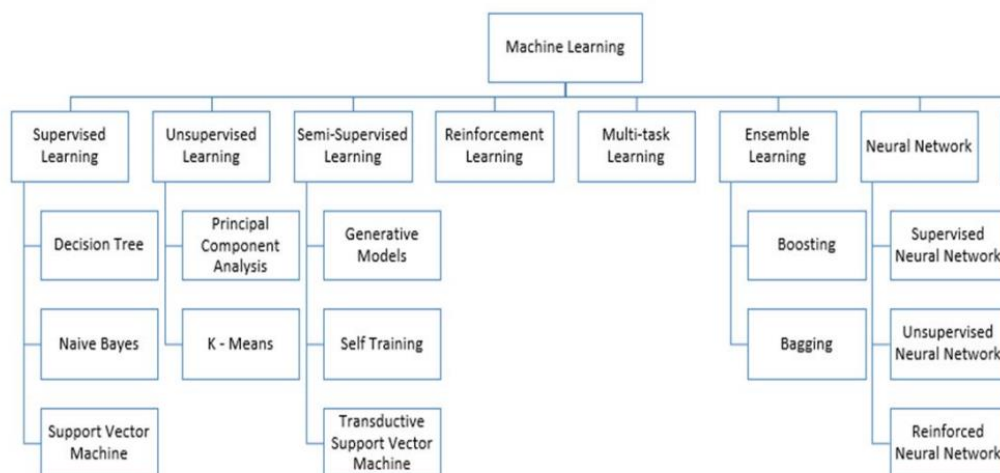 Machine Learning
Supervised
Learning
Unsupervised
Learning
Semi-Supervised
Learning
Reinforcement
Learning
Multi-task
Learning
Ensemble
Learning
Neural Network
Decision Tree
Principal
Component
Analysis
Generative
Models
Boosting
Supervised
Neural Network
Naive Bayes
K - Means
Self Training
Bagging
Unsupervised
Neural Network
Support Vector
Machine
Transductive
Support Vector
Machine
Reinforced
Neural Network